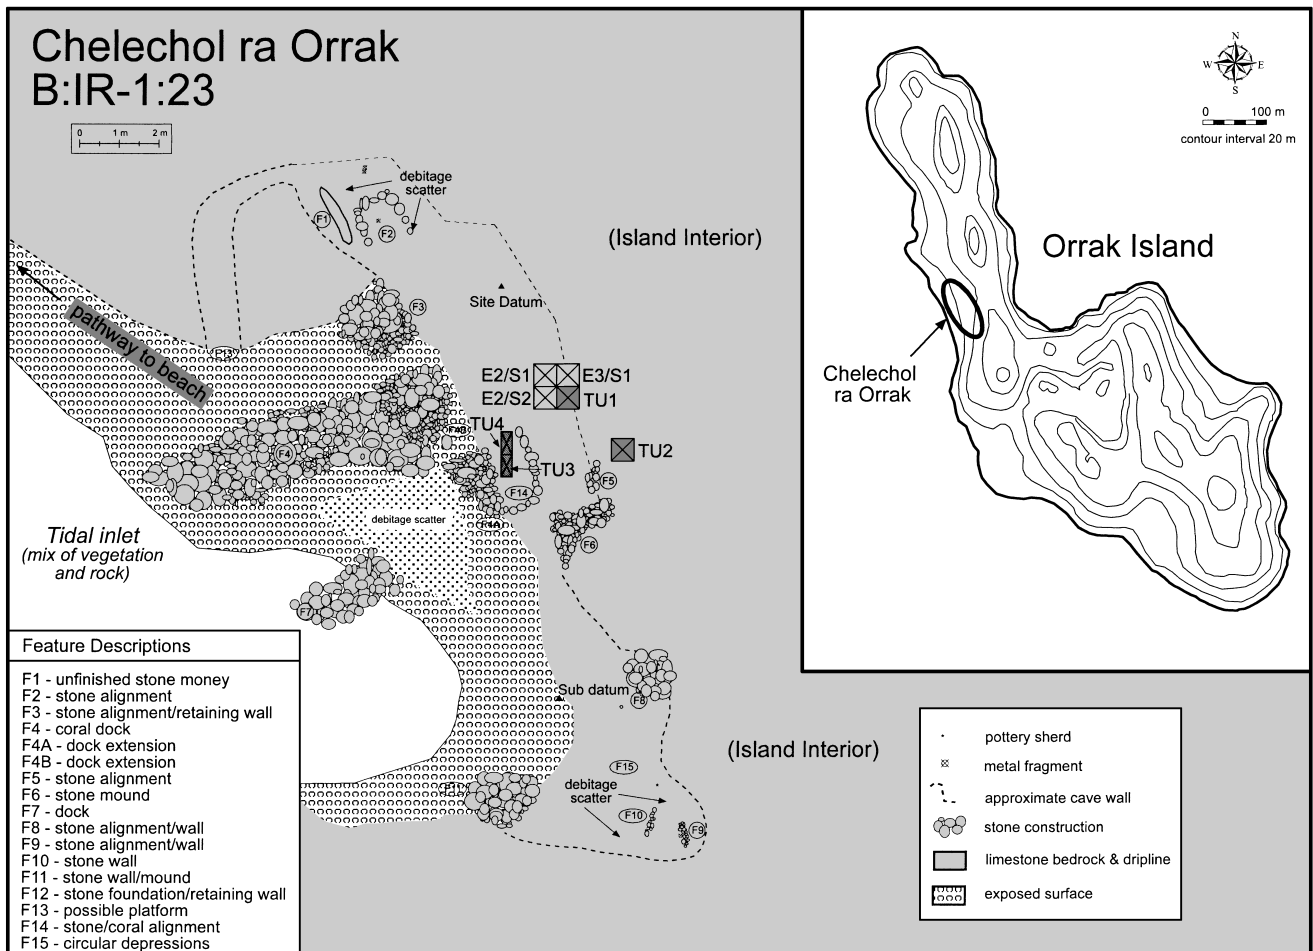 Chelechol ra Orrak
B:IR-1:23
0 1 m 2 m
debitage
scatter
F1
F2
(Island Interior)
Site Datum
F3
pathway to beach
F13
E2/S1
E3/S1
E2/S2
TU1
TU4
F4B
TU2
F4
TU3
F5
F14
debitage scatter
F4A
F6
Tidal inlet
(mix of vegetation
and rock)
F7
Sub datum
F8
(Island Interior)
F15
debitage
scatter
F11
F10
F9
Feature Descriptions
F1 - unfinished stone money
F2 - stone alignment
F3 - stone alignment/retaining wall
F4 - coral dock
F4A - dock extension
F4B - dock extension
F5 - stone alignment
F6 - stone mound
F7 - dock
F8 - stone alignment/wall
F9 - stone alignment/wall
F10 - stone wall
F11 - stone wall/mound
F12 - stone foundation/retaining wall
F13 - possible platform
F14 - stone/coral alignment
F15 - circular depressions
N
W E
S
0 100 m
contour interval 20 m
Orrak Island
Chelechol
ra Orrak
pottery sherd
metal fragment
approximate cave wall
stone construction
limestone bedrock & dripline
exposed surface